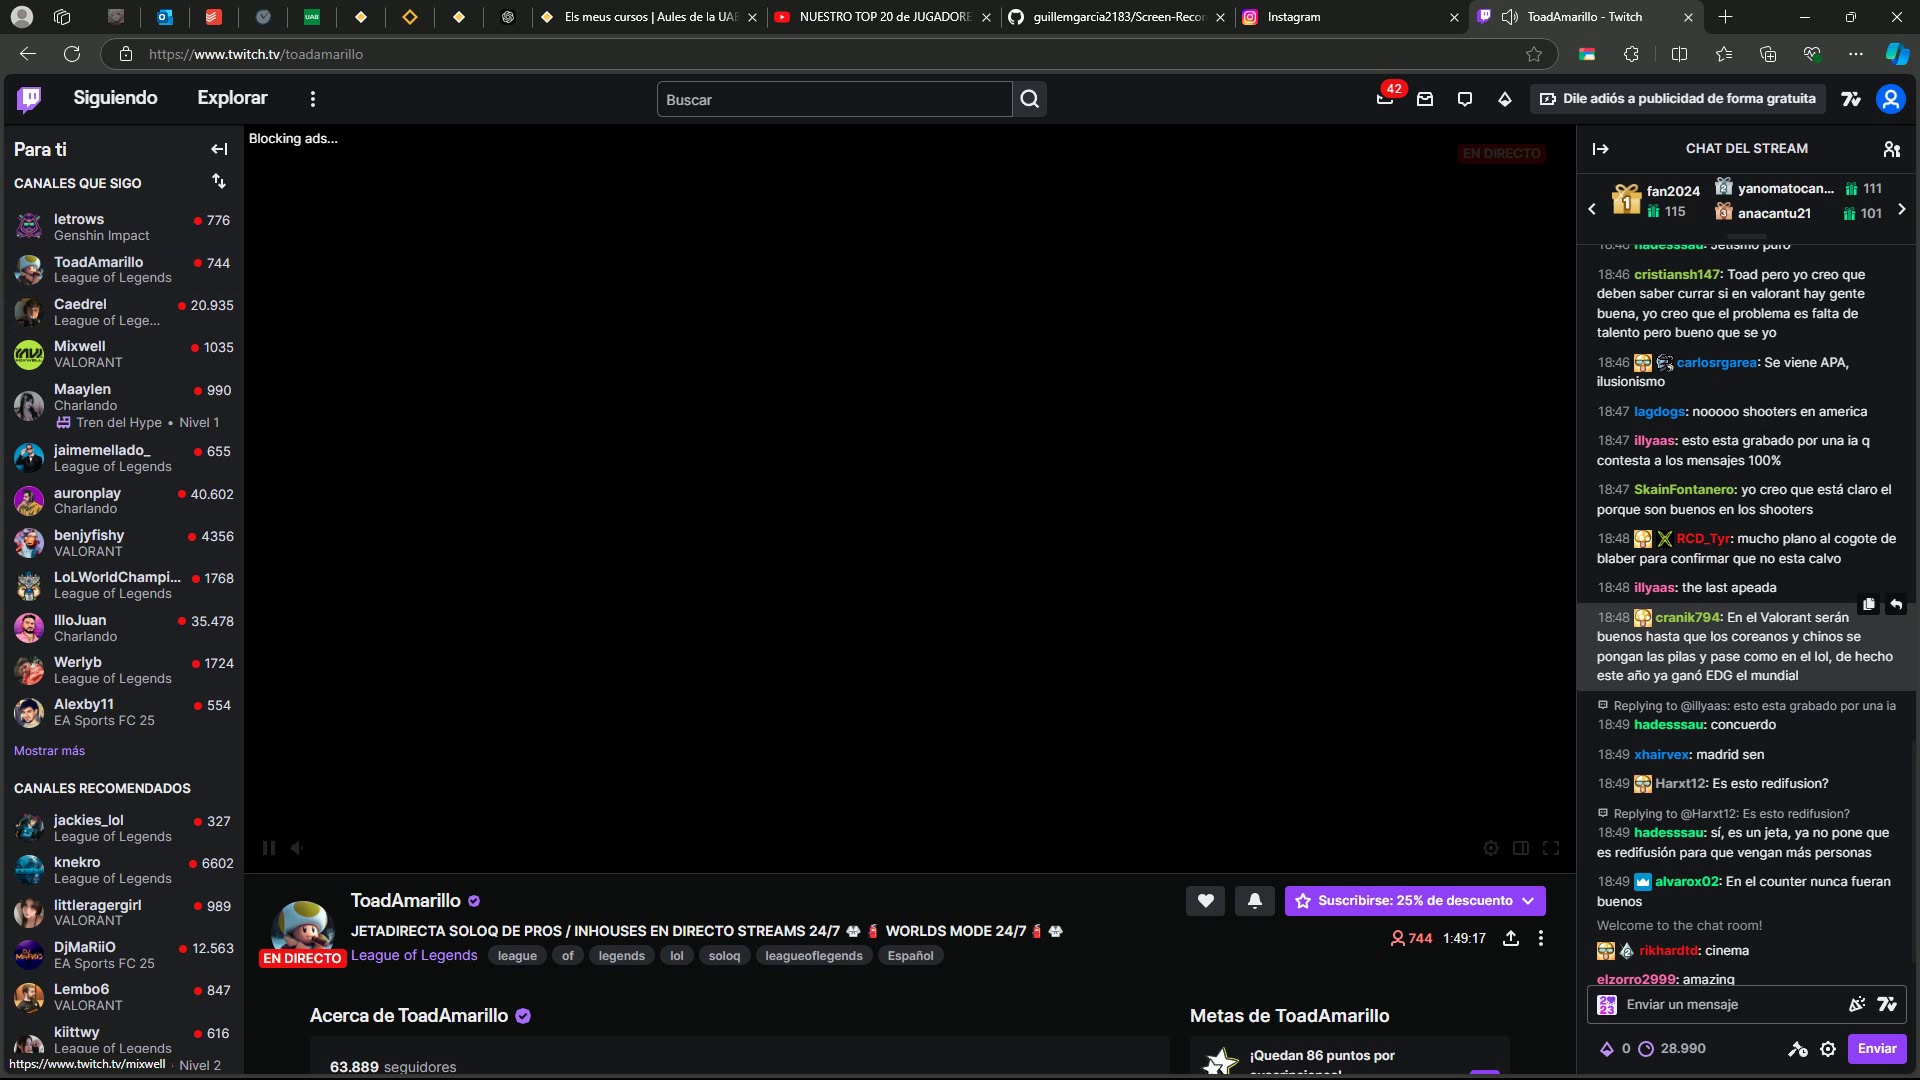 Els meus cursos | Aules de la UAB
NUESTRO TOP 20 de JUGADORE
guillemgarcia2183/Screen-Recor
Instagram
ToadAmarillo - Twitch
https://www.twitch.tv/toadamarillo
Siguiendo
Explorar
Buscar
42
Dile adiós a publicidad de forma gratuita
Para ti
CANALES QUE SIGO
letrows
776
Genshin Impact
ToadAmarillo
744
League of Legends
Caedrel
20.935
League of Lege...
Mixwell
1035
VALORANT
Maaylen
990
Charlando
Tren del Hype • Nivel 1
jaimemellado_
655
League of Legends
auronplay
40.602
Charlando
benjyfishy
4356
VALORANT
LoLWorldChampi...
1768
League of Legends
IlloJuan
35.478
Charlando
Werlyb
1724
League of Legends
Alexby11
554
EA Sports FC 25
Mostrar más
CANALES RECOMENDADOS
jackies_lol
327
League of Legends
knekro
6602
League of Legends
littleragergirl
989
VALORANT
DjMaRiiO
12.563
EA Sports FC 25
Lembo6
847
VALORANT
kiittwy
616
League of Legends
https://www.twitch.tv/mixwell
Nivel 2
Blocking ads...
EN DIRECTO
ToadAmarillo
Suscribirse: 25% de descuento
JETADIRECTA SOLOQ DE PROS / INHOUSES EN DIRECTO STREAMS 24/7 WORLDS MODE 24/7
744 1:49:17
EN DIRECTO
League of Legends league of legends lol soloq leagueoflegends Español
Acerca de ToadAmarillo
63.889 seguidores
Metas de ToadAmarillo
¡Quedan 86 puntos por
CHAT DEL STREAM
1 fan2024
115
2 yanomatocan... 111
3 anacantu21 101
18:46 hadesssau: Jetismo puro
18:46 cristiansh147: Toad pero yo creo que
deben saber currar si en valorant hay gente
buena, yo creo que el problema es falta de
talento pero bueno que se yo
18:46 carlosrgarea: Se viene APA,
ilusionismo
18:47 lagdogs: nooooo shooters en america
18:47 illyaas: esto esta grabado por una ia q
contesta a los mensajes 100%
18:47 SkainFontanero: yo creo que está claro el
porque son buenos en los shooters
18:48 RCD_Tyr: mucho plano al cogote de
blaber para confirmar que no esta calvo
18:48 illyaas: the last apeada
18:48 cranik794: En el Valorant serán
buenos hasta que los coreanos y chinos se
pongan las pilas y pase como en el lol, de hecho
este año ya ganó EDG el mundial
Replying to @illyaas: esto esta grabado por una ia
18:49 hadesssau: concuerdo
18:49 xhairvex: madrid sen
18:49 Harxt12: Es esto redifusion?
Replying to @Harxt12: Es esto redifusion?
18:49 hadesssau: sí, es un jeta, ya no pone que
es redifusión para que vengan más personas
18:49 alvarox02: En el counter nunca fueran
buenos
Welcome to the chat room!
rikhardtd: cinema
elzorro2999: amazing
Enviar un mensaje
0 28.990
Enviar